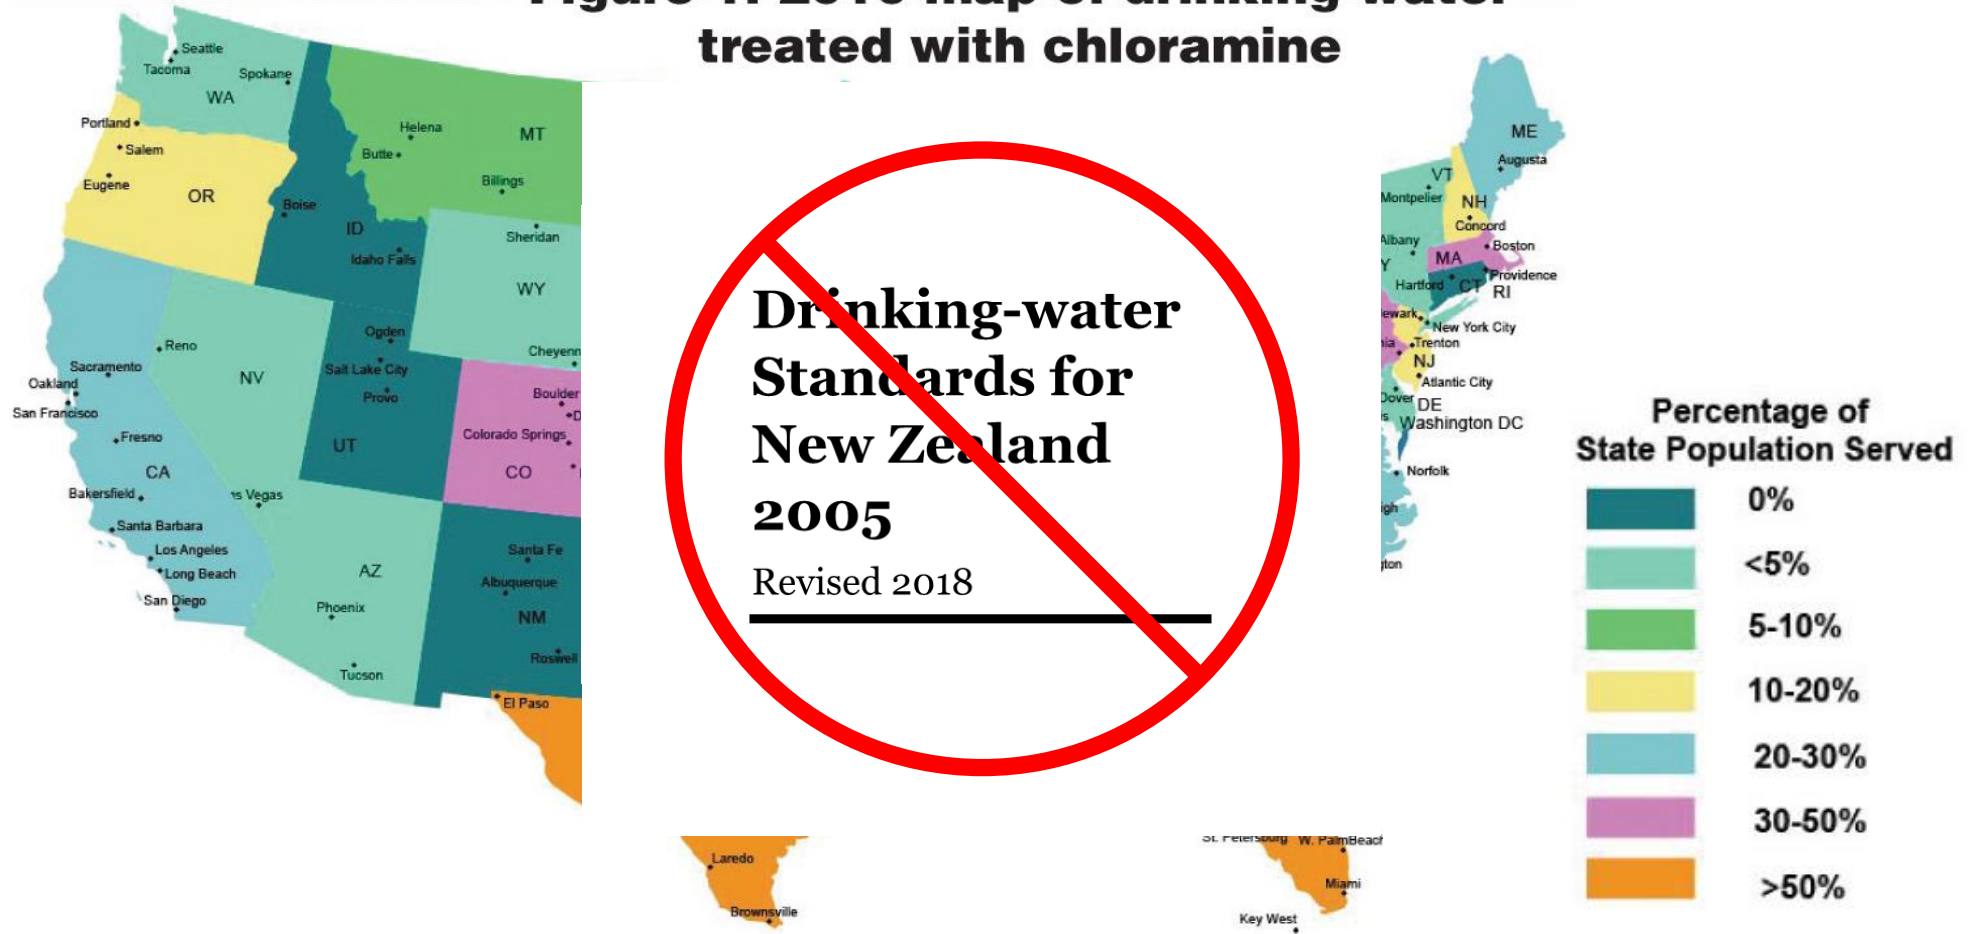 treated with chloramine
Seattle
Tacoma
Spokane
WA
Portland
Salem
Eugene
OR
Helena
MT
Butte
Billings
Boise
ID
Idaho Falls
Sheridan
WY
Ogden
Salt Lake City
Provo
UT
Reno
NV
Sacramento
Oakland
San Francisco
Fresno
CA
Bakersfield
Santa Barbara
Los Angeles
Long Beach
San Diego
Vegas
AZ
Phoenix
Tucson
Boulder
Colorado Springs
CO
Santa Fe
Albuquerque
NM
Roswell
El Paso
Drinking-water
Standards for
New Zealand
2005
Revised 2018
ME
Augusta
VT
Montpelier
NH
Concord
Boston
MA
Providence
Hartford
CT
RI
New York City
Trenton
NJ
Atlantic City
DE
Washington DC
Norfolk
Laredo
Brownsville
St. Petersburg
W. PalmBeach
Miami
Key West
Percentage of
State Population Served
0%
<5%
5-10%
10-20%
20-30%
30-50%
>50%